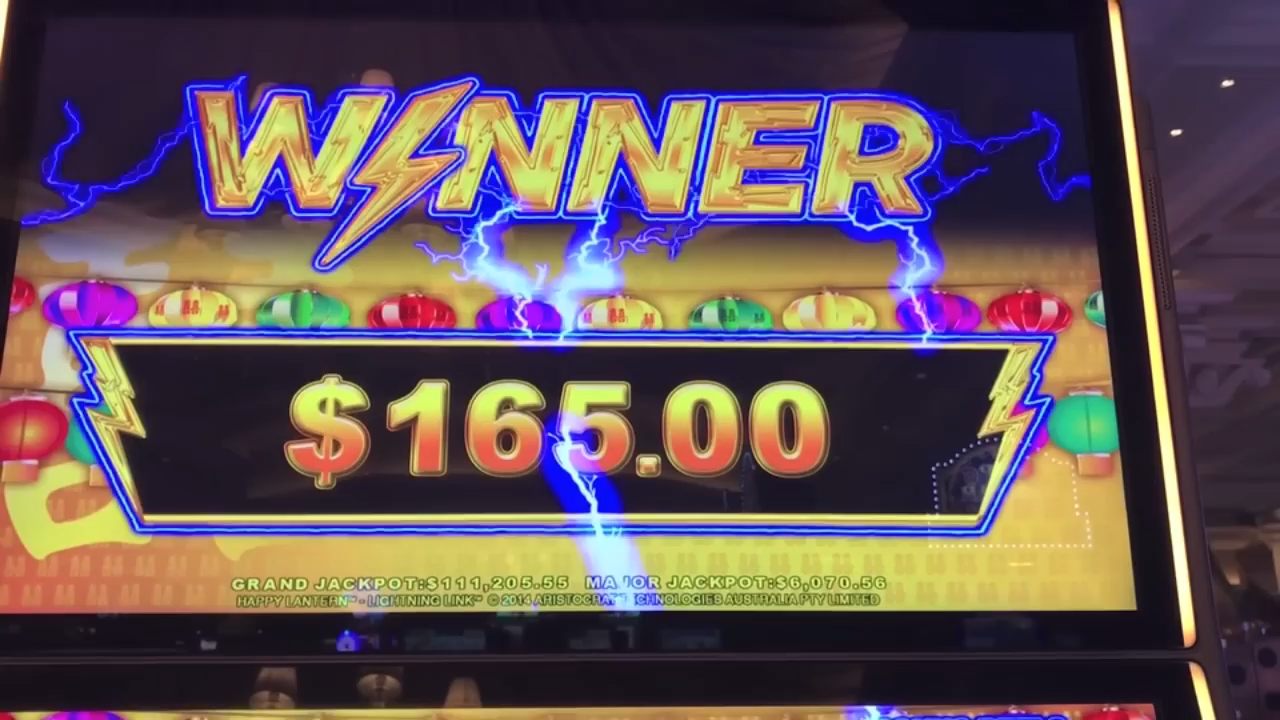 WINNER
$165.00
GRAND JACKPOT:$111,205.55 MAJOR JACKPOT:$6,070.56
HAPPY LANTERN™ - LIGHTNING LINK™ © 2014 ARISTOCRAT TECHNOLOGIES AUSTRALIA PTY LIMITED